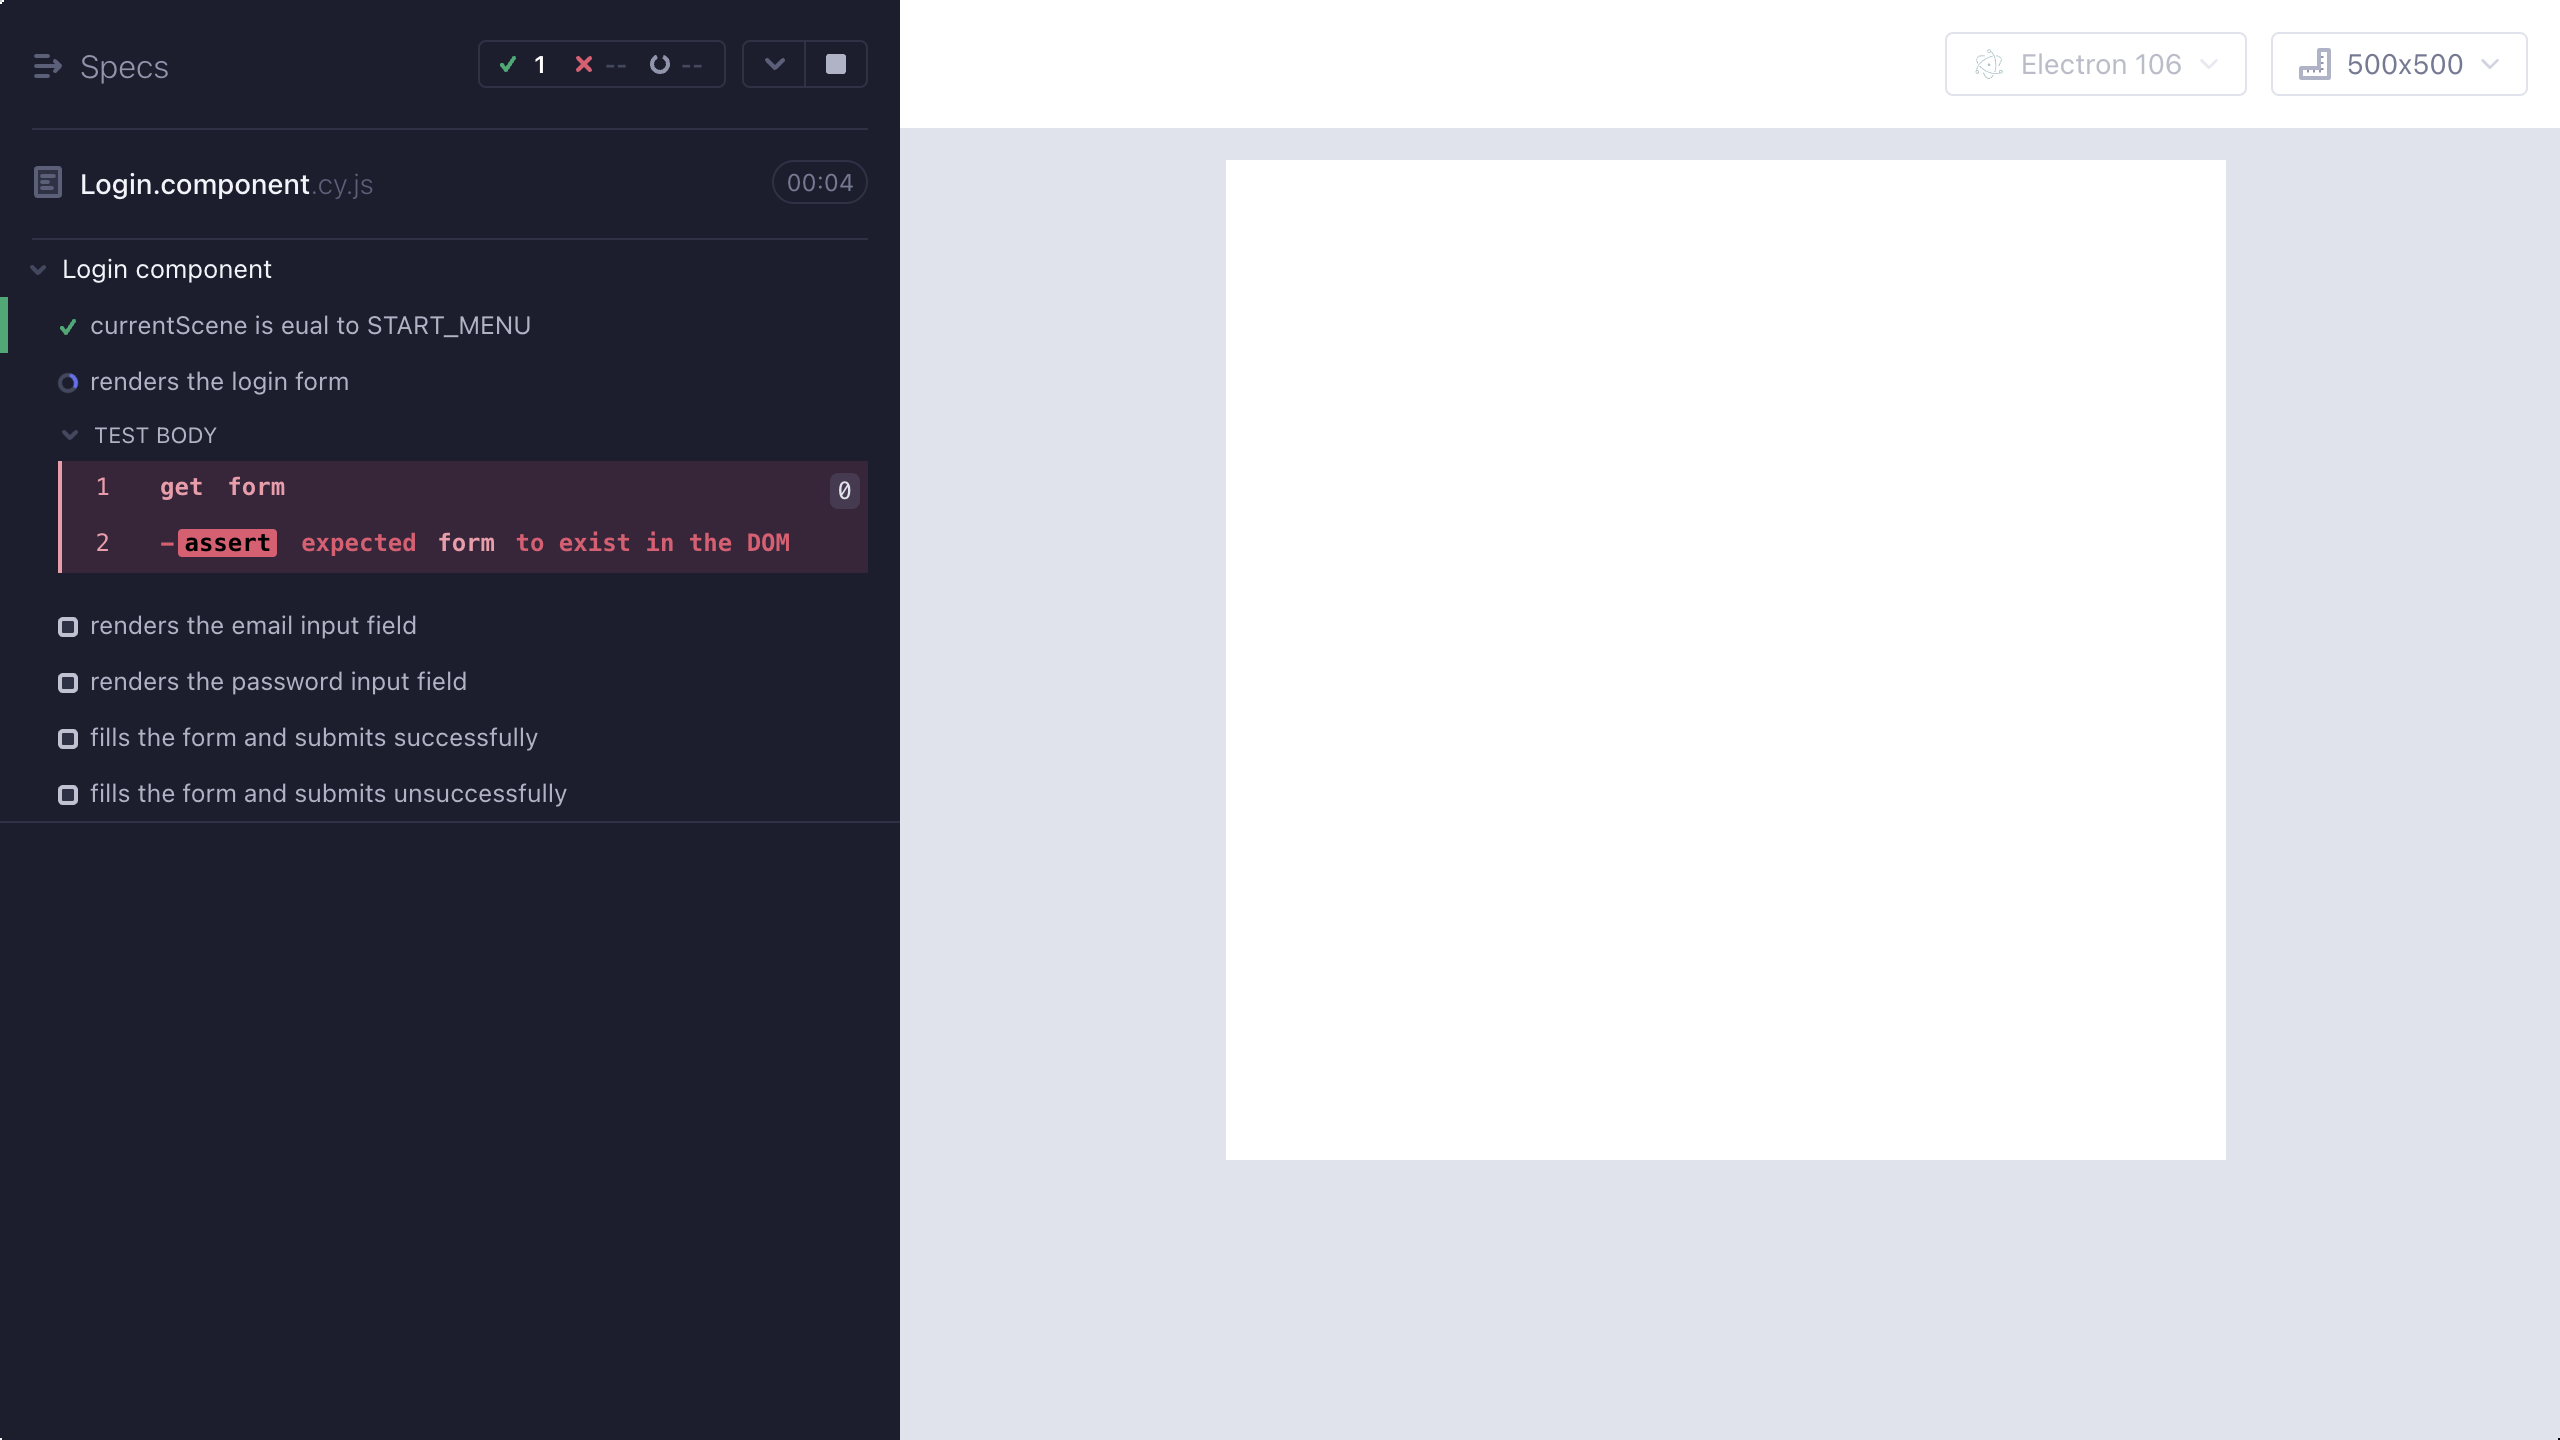 Specs 1 -- --
Electron 106 500x500
Login.component.cy.js 00:04
Login component
currentScene is eual to START_MENU
renders the login form
TEST BODY
1 get form 0
2 -assert expected form to exist in the DOM
renders the email input field
renders the password input field
fills the form and submits successfully
fills the form and submits unsuccessfully